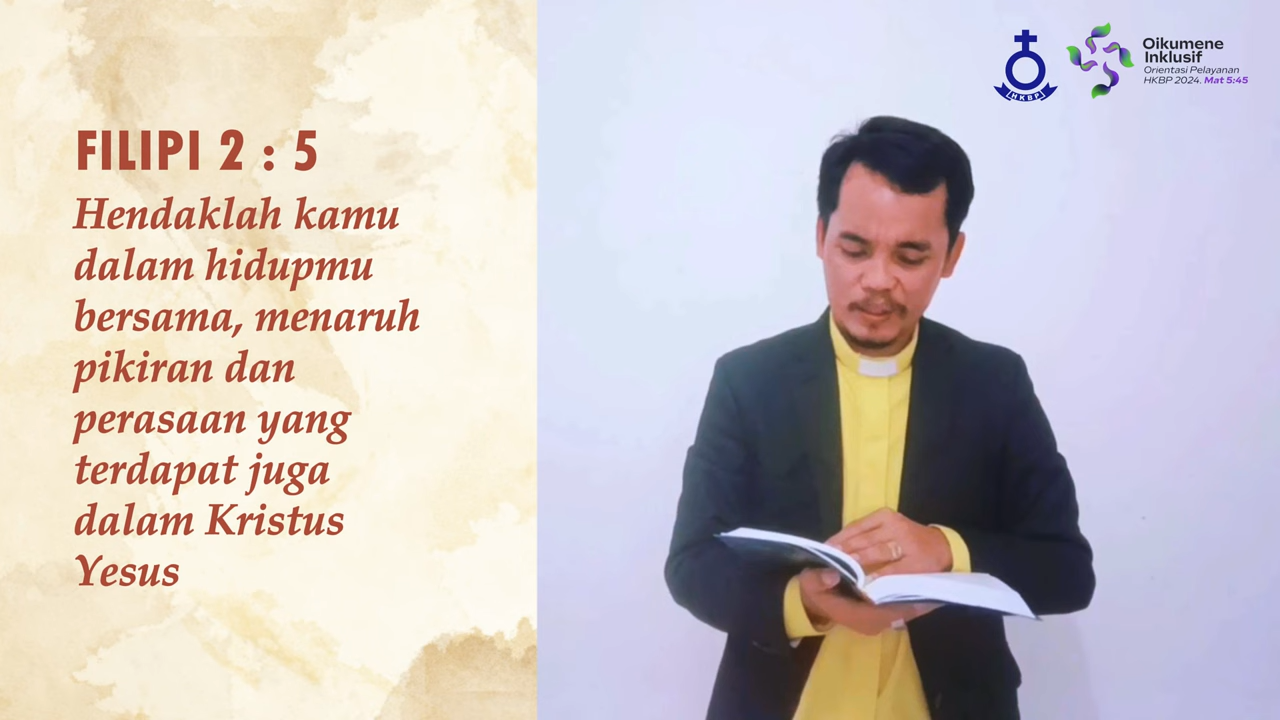 FILIPI 2 : 5
Hendaklah kamu
dalam hidupmu
bersama, menaruh
pikiran dan
perasaan yang
terdapat juga
dalam Kristus
Yesus
HKBP
Oikumene
Inklusif
Orientasi Pelayanan
HKBP 2024. Mat 5:45